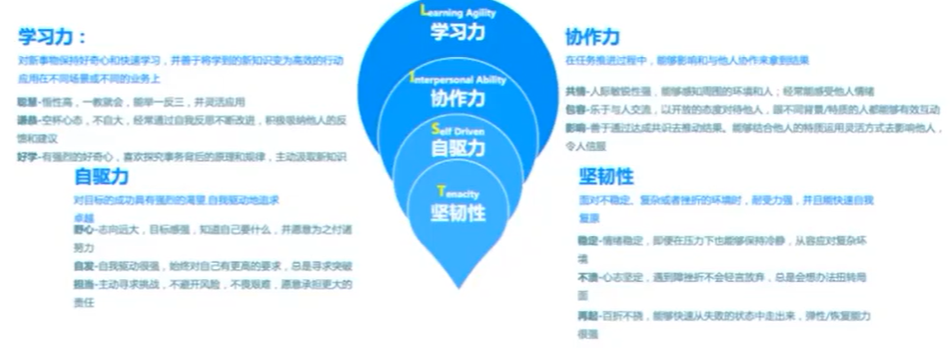 Learning Agility
学习力
Interpersonal Ability
协作力
Self Driven
自驱力
Tenacity
坚韧性
学习力：
对新事物保持好奇心和快速学习，并善于将学到的新知识变为高效的行动
应用在不同场景或不同的业务上
聪慧-悟性高，一教就会，能举一反三，并灵活应用
谦恭-空杯心态，不自大，经常通过自我反思不断改进，积极吸纳他人的反
馈和建议
好学-有强烈的好奇心，喜欢探究事务背后的原理和规律，主动汲取新知识
自驱力
对目标的成功具有强烈的渴望,自我驱动地追求
卓越
野心-志向远大，目标感强，知道自己要什么，并愿意为之付诸
努力
自发-自我驱动很强，始终对自己有更高的要求，总是寻求突破
担当-主动寻求挑战，不避开风险，不畏艰难，愿意承担更大的
责任
协作力
在任务推进过程中，能够影响和与他人协作来拿到结果
共情-人际敏锐性强，能够感知周围的环境和人；经常能感受他人情绪
包容-乐于与人交流，以开放的态度对待他人，跟不同背景/特质的人都能够有效互动
影响-善于通过达成共识去推动结果。能够结合他人的特质运用灵活方式去影响他人，
令人信服
坚韧性
面对不稳定、复杂或者挫折的环境时，耐受力强，并且能快速自我
复原
稳定-情绪稳定，即便在压力下也能够保持冷静，从容应对复杂环
境
不溃-心志坚定，遇到障挫折不会轻言放弃，总是会想办法扭转局
面
再起-百折不挠，能够快速从失败的状态中走出来，弹性/恢复能力
很强